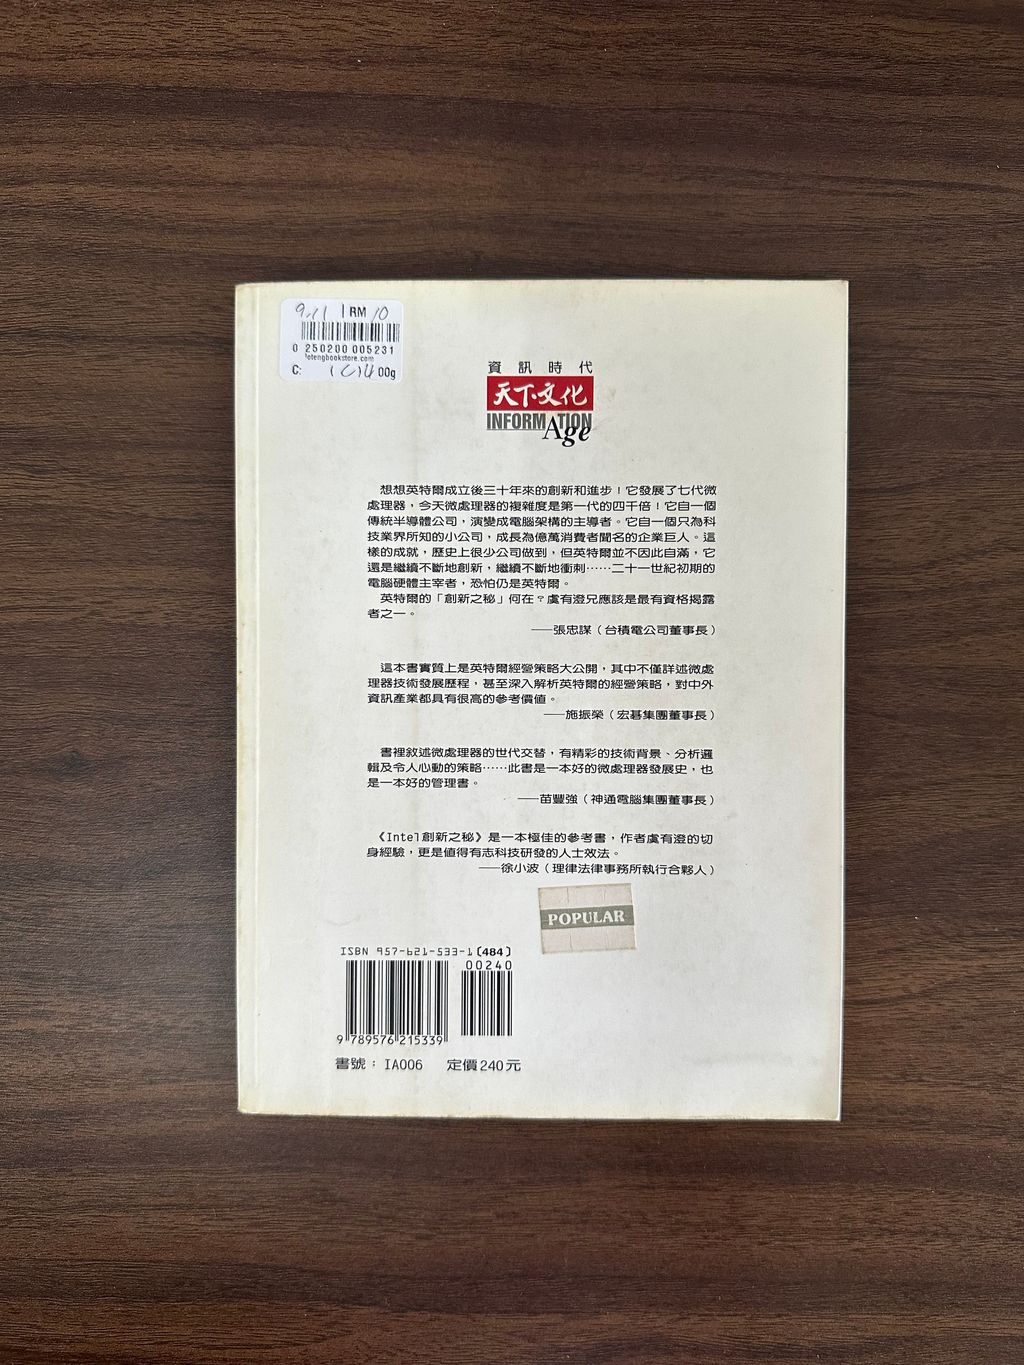 9.11 1 RM 10
0 250200 005231
otengbookstore.com
C: 00g
資訊時代
天下文化
INFORMATION
Age
想想英特爾成立後三十年來的創新和進步！它發展了七代微
處理器，今天微處理器的複雜度是第一代的四千倍！它自一個
傳統半導體公司，演變成電腦架構的主導者。它自一個只為科
技業界所知的小公司，成長為億萬消費者聞名的企業巨人。這
樣的成就，歷史上很少公司做到，但英特爾並不因此自滿，它
還是繼續不斷地創新，繼續不斷地衝刺……二十一世紀初期的
電腦硬體主宰者，恐怕仍是英特爾。
英特爾的「創新之秘」何在？虞有澄兄應該是最有資格揭露
者之一。
——張忠謀（台積電公司董事長）
這本書實質上是英特爾經營策略大公開，其中不僅詳述微處
理器技術發展歷程，甚至深入解析英特爾的經營策略，對中外
資訊產業都具有很高的參考價值。
——施振榮（宏碁集團董事長）
書裡敘述微處理器的世代交替，有精彩的技術背景、分析邏
輯及令人心動的策略……此書是一本好的微處理器發展史，也
是一本好的管理書。
——苗豐強（神通電腦集團董事長）
《Intel創新之秘》是一本極佳的參考書，作者虞有澄的切
身經驗，更是值得有志科技研發的人士效法。
——徐小波（理律法律事務所執行合夥人）
POPULAR
ISBN 957-621-533-1 (484)
00240
9 789576 215339
書號：IA006 定價240元